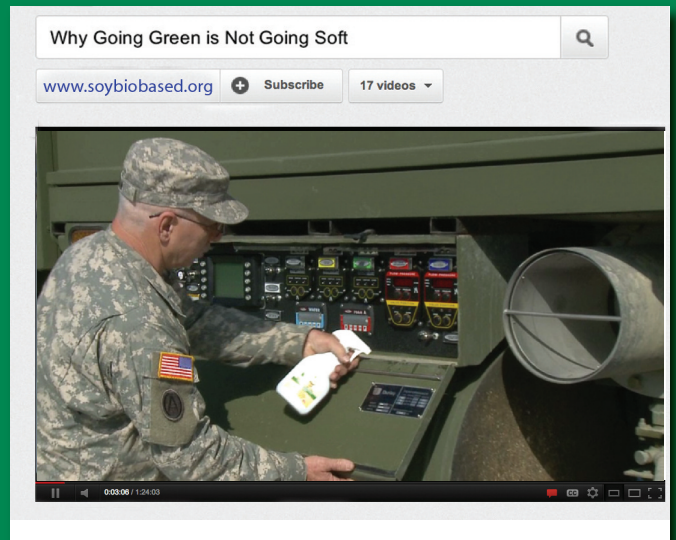 Why Going Green is Not Going Soft
www.soybiobased.org Subscribe 17 videos
0:03:06 / 1:24:03
CC